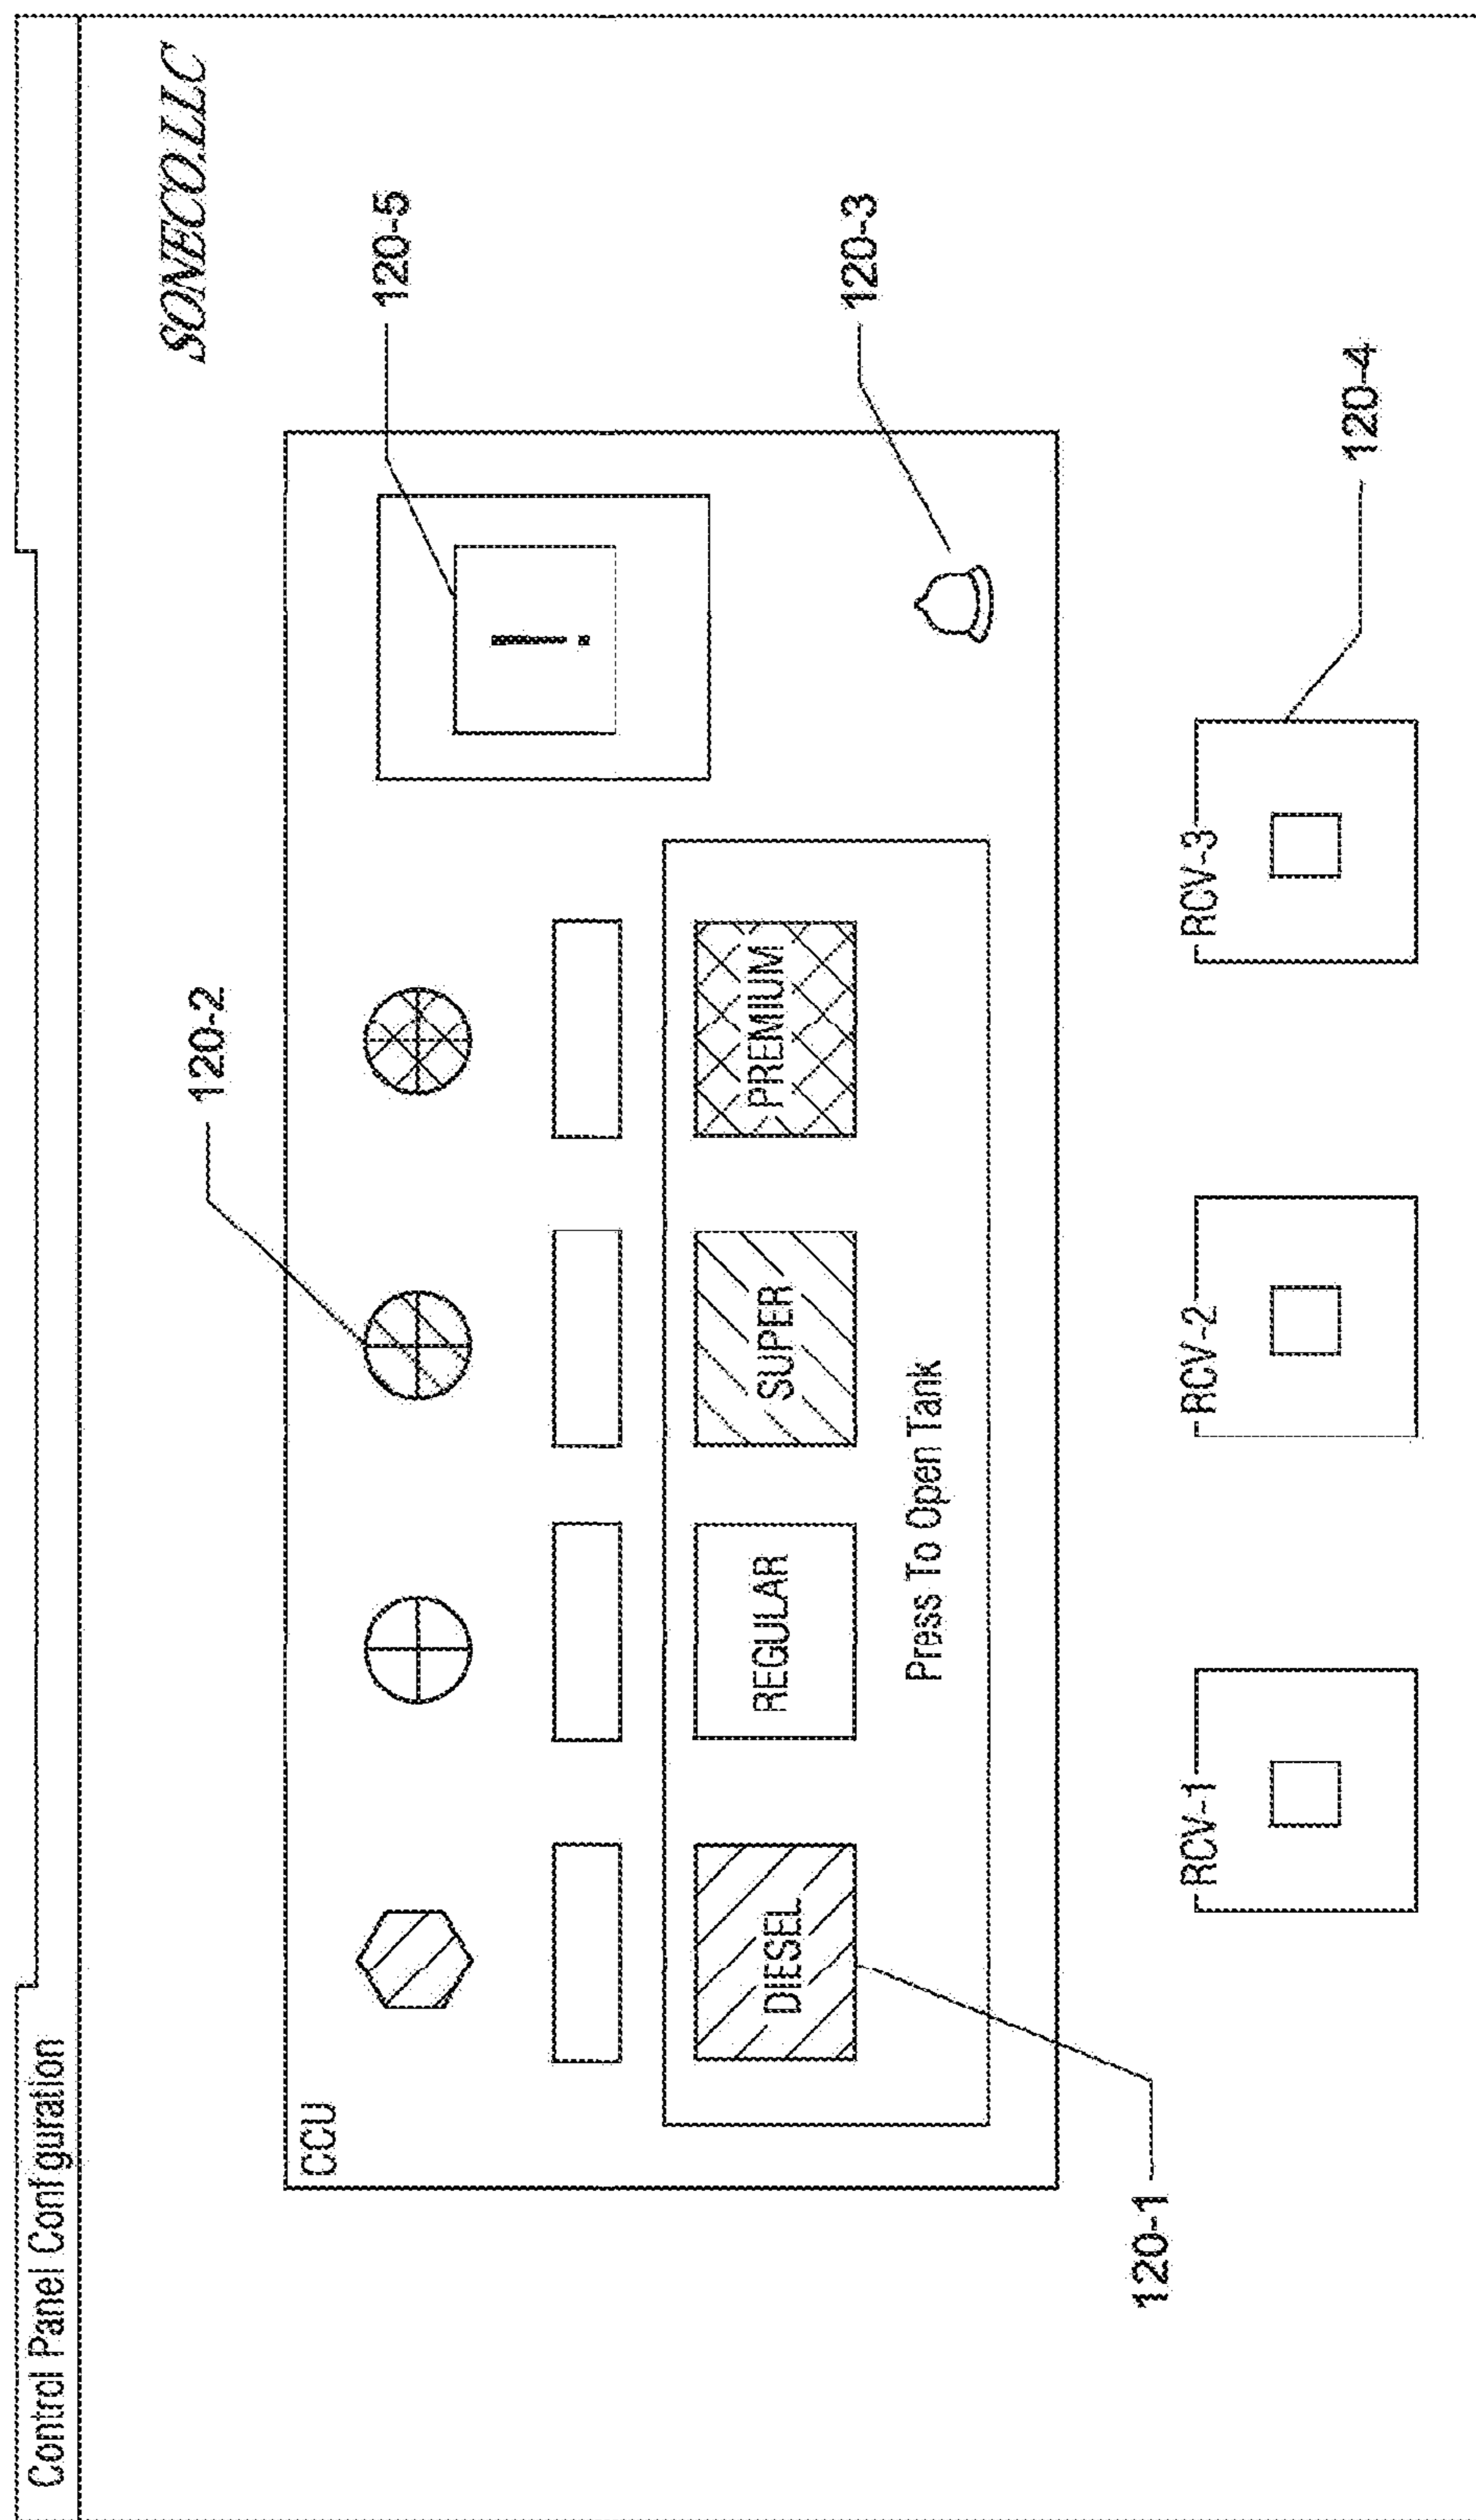 Control Panel Configuration
SONECO.LLC
120-2
120-5
CCU
!
DIESEL
REGULAR
SUPER
PREMIUM
Press To Open Tank
120-3
120-1
RCV-1
RCV-2
RCV-3
120-4